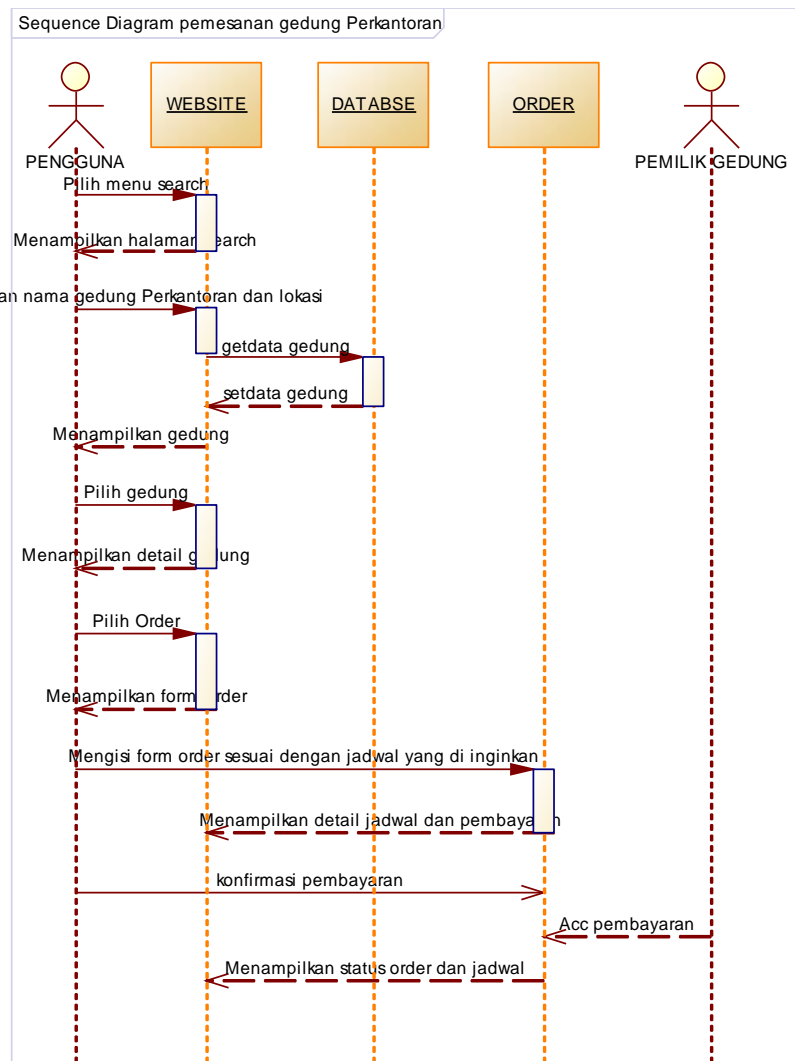 Sequence Diagram pemesanan gedung Perkantoran
WEBSITE
DATABSE
ORDER
PENGGUNA
PEMILIK GEDUNG
Pilih menu search
Menampilkan halaman search
an nama gedung Perkantoran dan lokasi
getdata gedung
setdata gedung
Menampilkan gedung
Pilih gedung
Menampilkan detail gedung
Pilih Order
Menampilkan form order
Mengisi form order sesuai dengan jadwal yang di inginkan
Menampilkan detail jadwal dan pembayaran
konfirmasi pembayaran
Acc pembayaran
Menampilkan status order dan jadwal